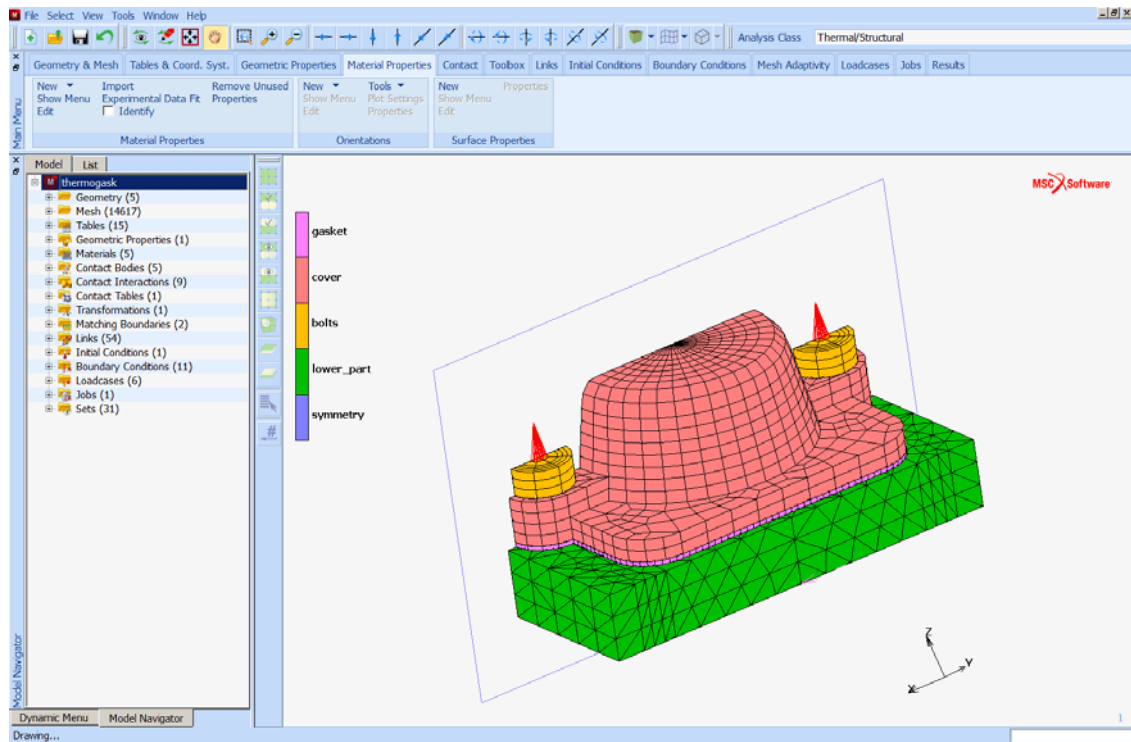 File Select View Tools Window Help
Analysis Class Thermal/Structural
Geometry & Mesh Tables & Coord. Syst. Geometric Properties Material Properties Contact Toolbox Links Initial Conditions Boundary Conditions Mesh Adaptivity Loadcases Jobs Results
New Import Remove Unused New Tools New Properties
Show Menu Experimental Data Fit Properties Show Menu Plot Settings Show Menu
Edit Identify Edit Properties Edit
Material Properties Orientations Surface Properties
Main Menu
Model List
thermogask
Geometry (5)
Mesh (14617)
Tables (15)
Geometric Properties (1)
Materials (5)
Contact Bodies (5)
Contact Interactions (9)
Contact Tables (1)
Transformations (1)
Matching Boundaries (2)
Links (54)
Initial Conditions (1)
Boundary Conditions (11)
Loadcases (6)
Jobs (1)
Sets (31)
Model Navigator
Dynamic Menu Model Navigator
Drawing...
MSC Software
gasket
cover
bolts
lower_part
symmetry
Z
Y
X
1